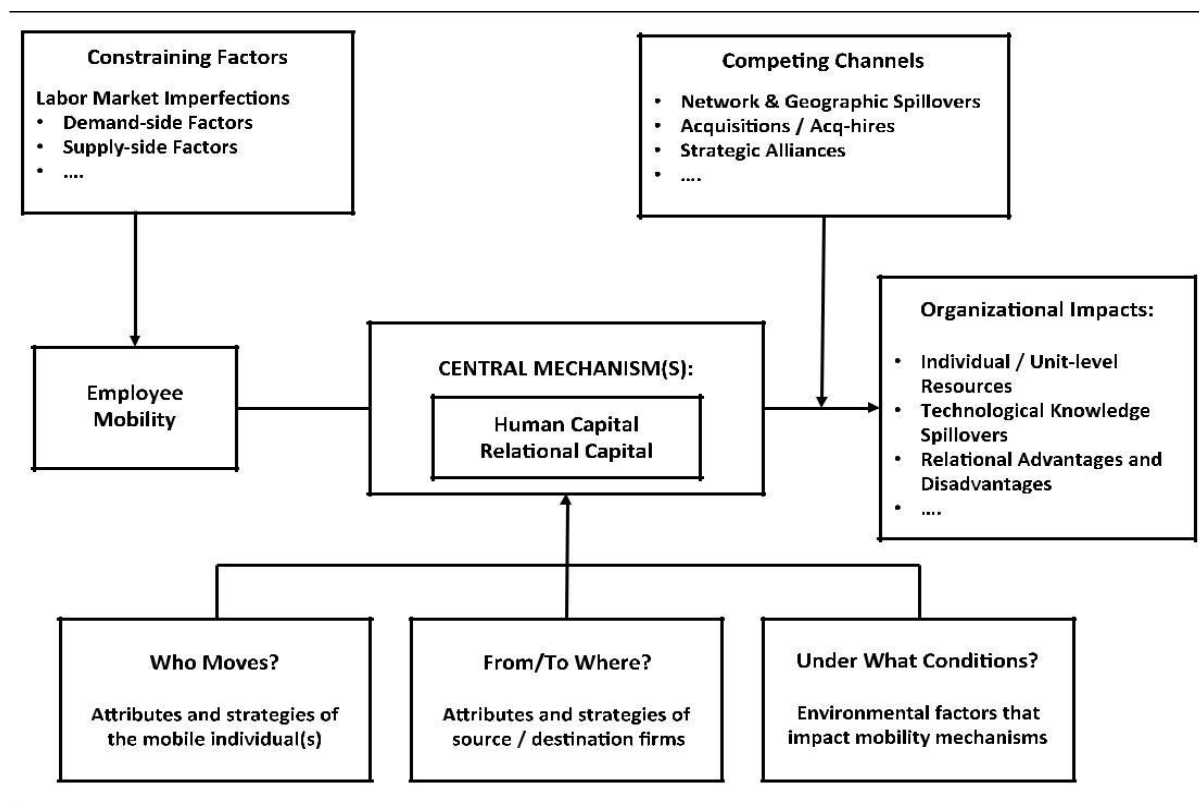 Constraining Factors
Labor Market Imperfections
• Demand-side Factors
• Supply-side Factors
• ....
Competing Channels
• Network & Geographic Spillovers
• Acquisitions / Acq-hires
• Strategic Alliances
• ....
Employee
Mobility
CENTRAL MECHANISM(S):
Human Capital
Relational Capital
Organizational Impacts:
• Individual / Unit-level
Resources
• Technological Knowledge
Spillovers
• Relational Advantages and
Disadvantages
• ....
Who Moves?
Attributes and strategies of
the mobile individual(s)
From/To Where?
Attributes and strategies of
source / destination firms
Under What Conditions?
Environmental factors that
impact mobility mechanisms